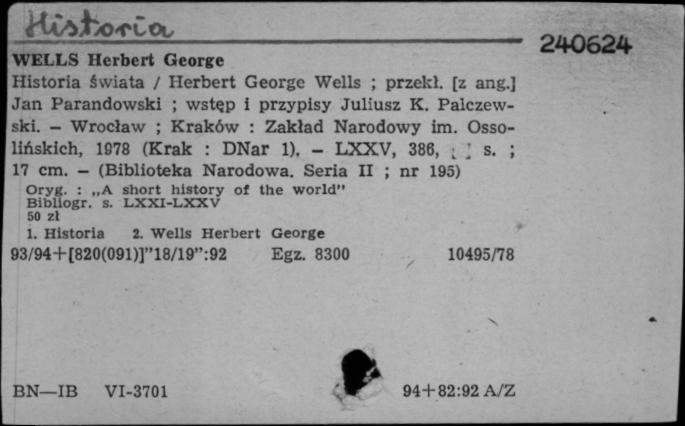 Historia
240624
WELLS Herbert George
Historia świata / Herbert George Wells ; przekł. [z ang.]
Jan Parandowski ; wstęp i przypisy Juliusz K. Palczew-
ski. — Wrocław ; Kraków : Zakład Narodowy im. Osso-
lińskich, 1978 (Krak : DNar 1). — LXXV, 386, [ ] s. ;
17 cm. — (Biblioteka Narodowa. Seria II ; nr 195)
Oryg. : „A short history of the world”
Bibliogr. s. LXXI-LXXV
50 zł
1. Historia 2. Wells Herbert George
93/94+[820(091)]”18/19”:92 Egz. 8300 10495/78
BN—IB VI-3701 94+82:92 A/Z